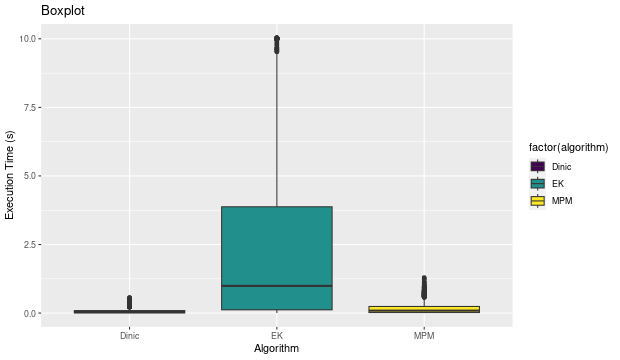 Boxplot
10.0
7.5
5.0
2.5
0.0
Execution Time (s)
Dinic
EK
MPM
Algorithm
factor(algorithm)
Dinic
EK
MPM